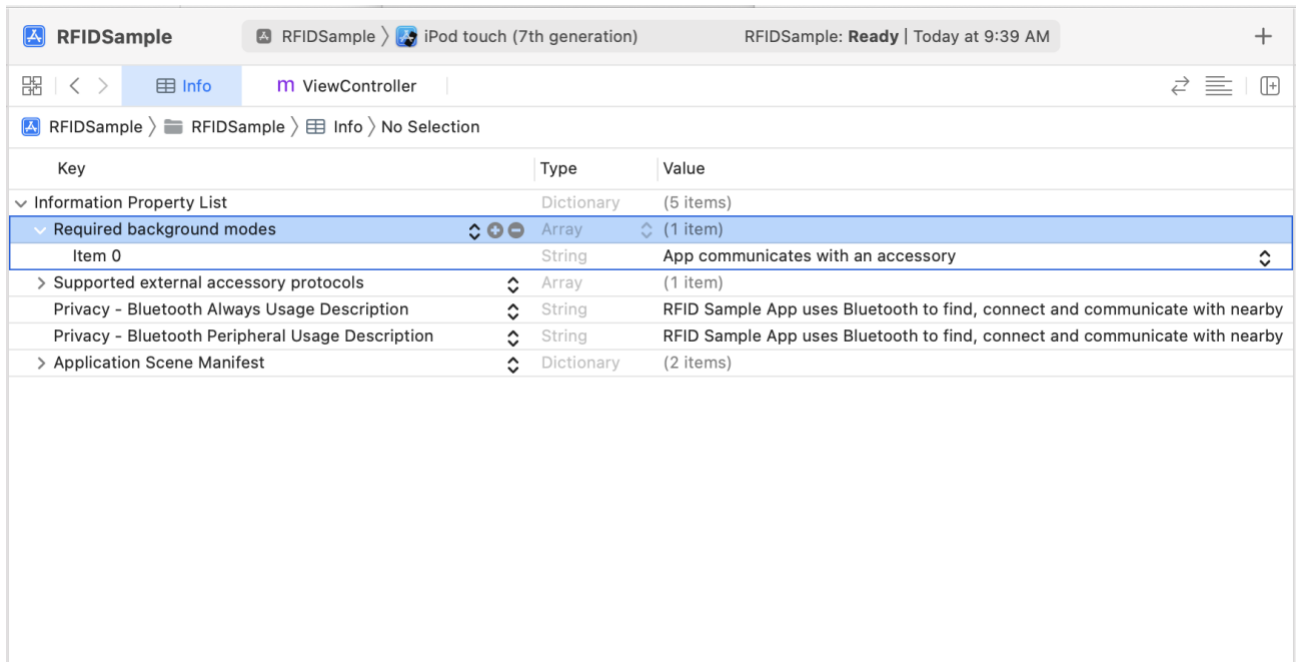 RFIDSample RFIDSample 〉 iPod touch (7th generation) RFIDSample: Ready | Today at 9:39 AM
Info ViewController
RFIDSample 〉 RFIDSample 〉 Info 〉 No Selection
Key Type Value
Information Property List Dictionary (5 items)
Required background modes Array (1 item)
Item 0 String App communicates with an accessory
Supported external accessory protocols Array (1 item)
Privacy - Bluetooth Always Usage Description String RFID Sample App uses Bluetooth to find, connect and communicate with nearby
Privacy - Bluetooth Peripheral Usage Description String RFID Sample App uses Bluetooth to find, connect and communicate with nearby
Application Scene Manifest Dictionary (2 items)